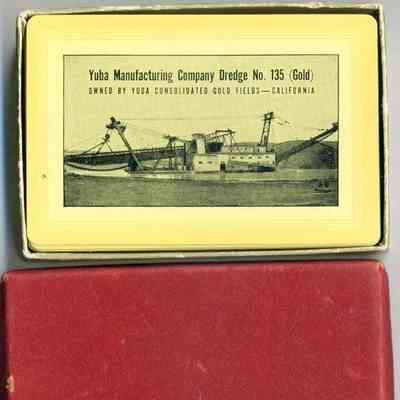 Yuba Manufacturing Company Dredge No. 135 (Gold)
OWNED BY YUBA CONSOLIDATED GOLD FIELDS—CALIFORNIA